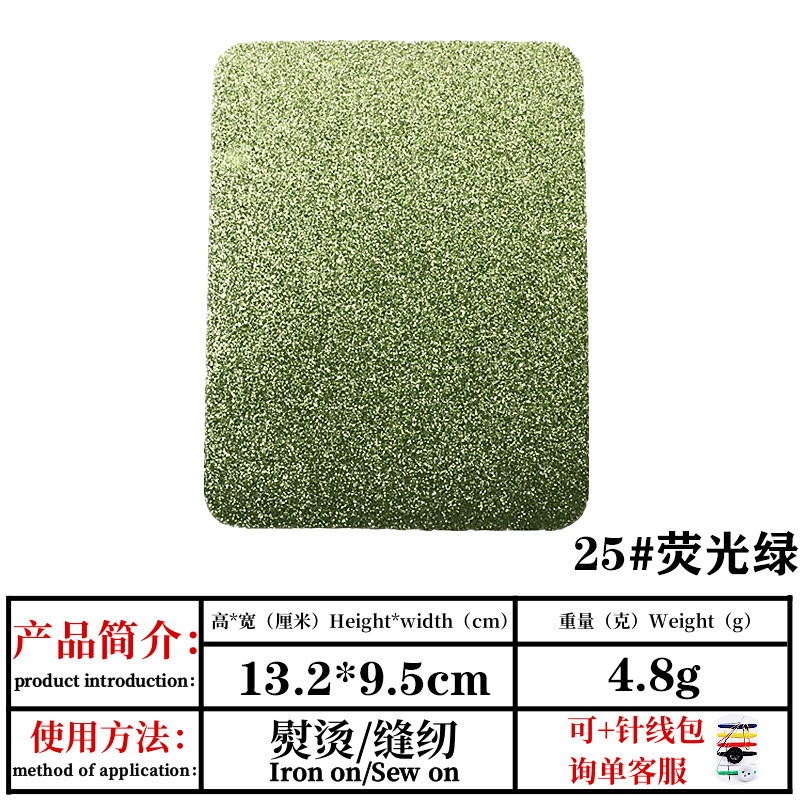 25#荧光绿
产品简介:
product introduction:
高*宽（厘米）Height*width（cm）
重量（克）Weight（g）
13.2*9.5cm
4.8g
使用方法:
method of application:
熨烫/缝纫
Iron on/Sew on
可+针线包
询单客服